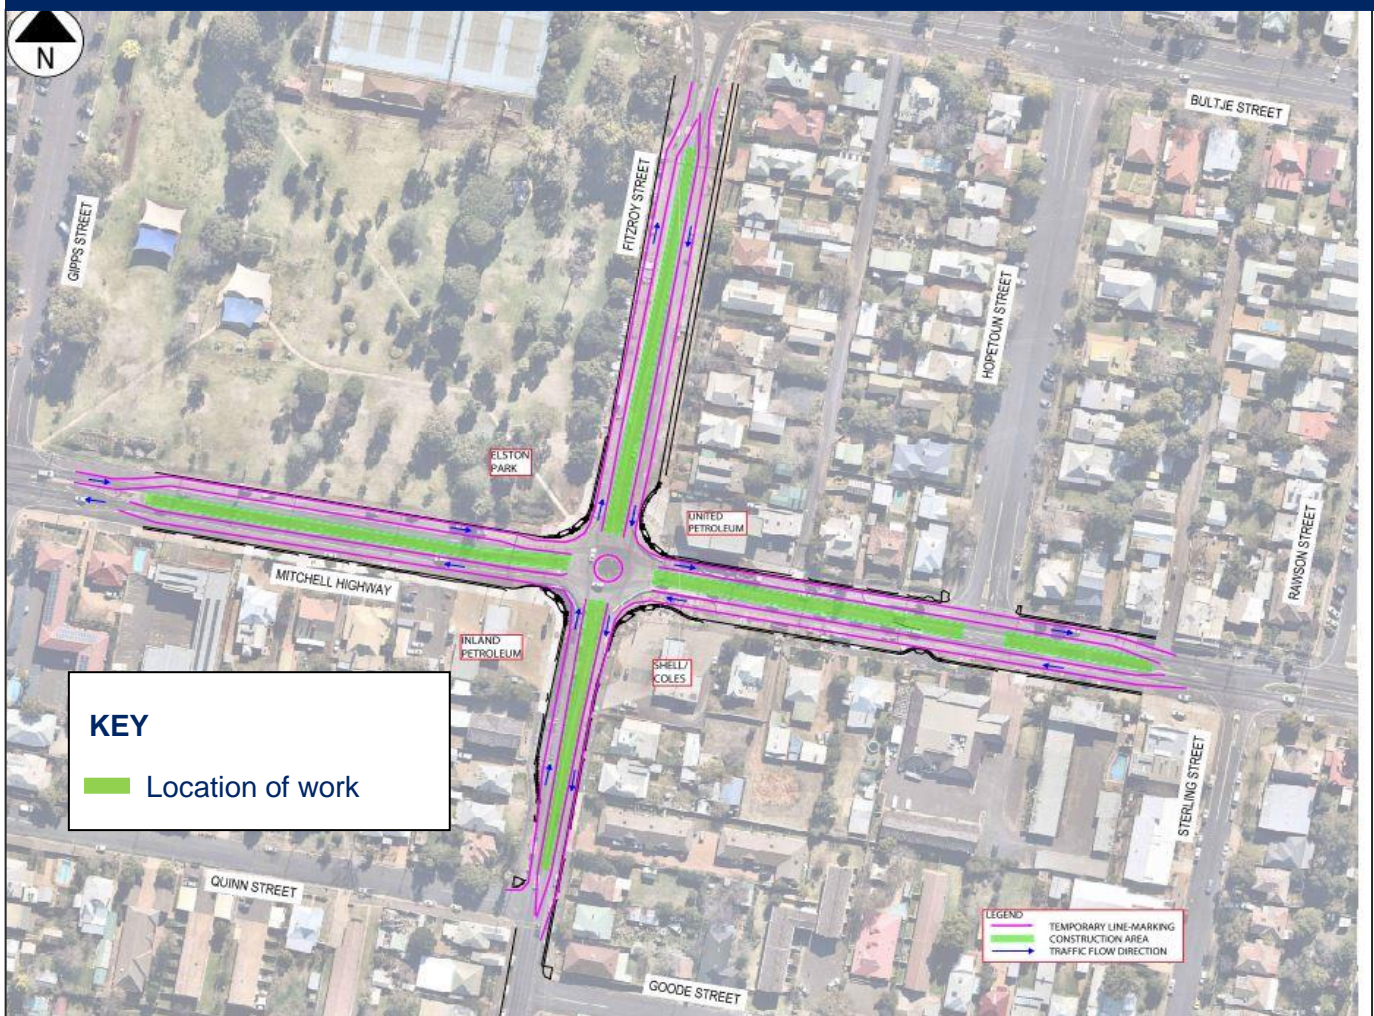 N
BULTJE STREET
FITZROY STREET
GIPPS STREET
HOPETOUN STREET
ELSTON
PARK
UNITED
PETROLEUM
RAWSON STREET
MITCHELL HIGHWAY
INLAND
PETROLEUM
SHELL/
COLES
KEY
Location of work
STERLING STREET
QUINN STREET
LEGEND
TEMPORARY LINE-MARKING
CONSTRUCTION AREA
TRAFFIC FLOW DIRECTION
GOODE STREET